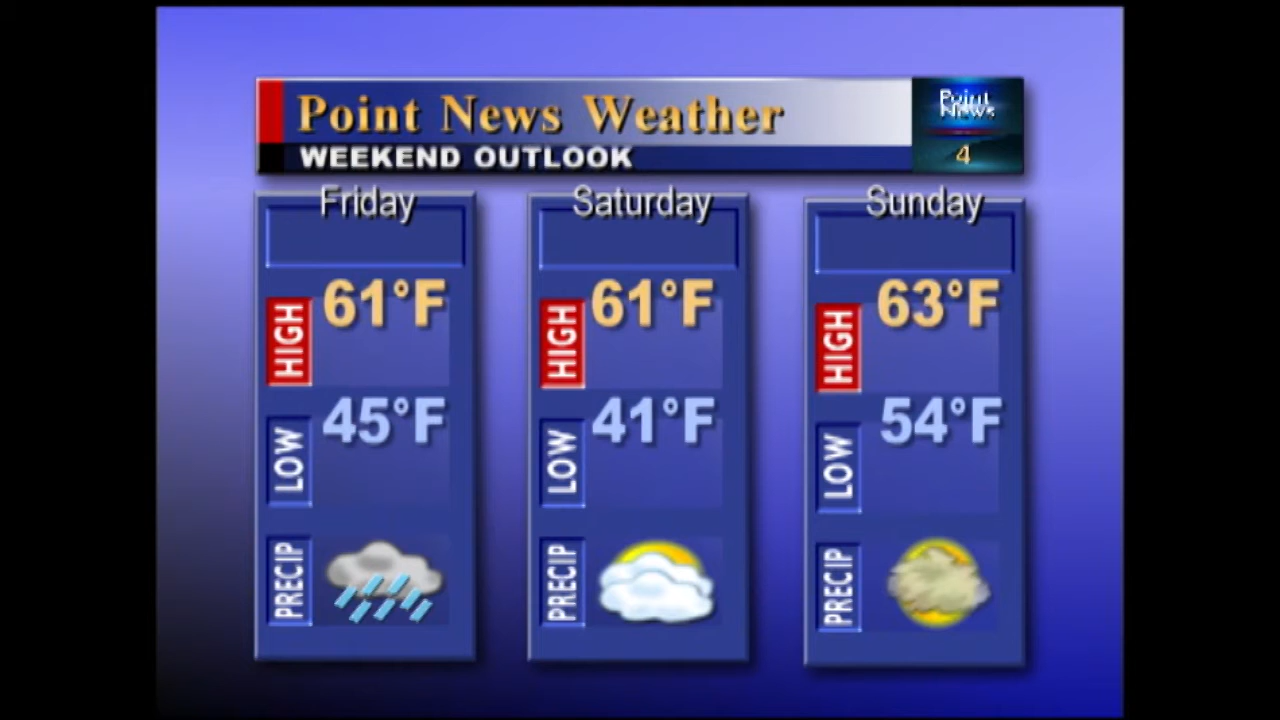 Point News Weather
WEEKEND OUTLOOK
Point
News
4
Friday
HIGH
61°F
LOW
45°F
PRECIP
Saturday
HIGH
61°F
LOW
41°F
PRECIP
Sunday
HIGH
63°F
LOW
54°F
PRECIP